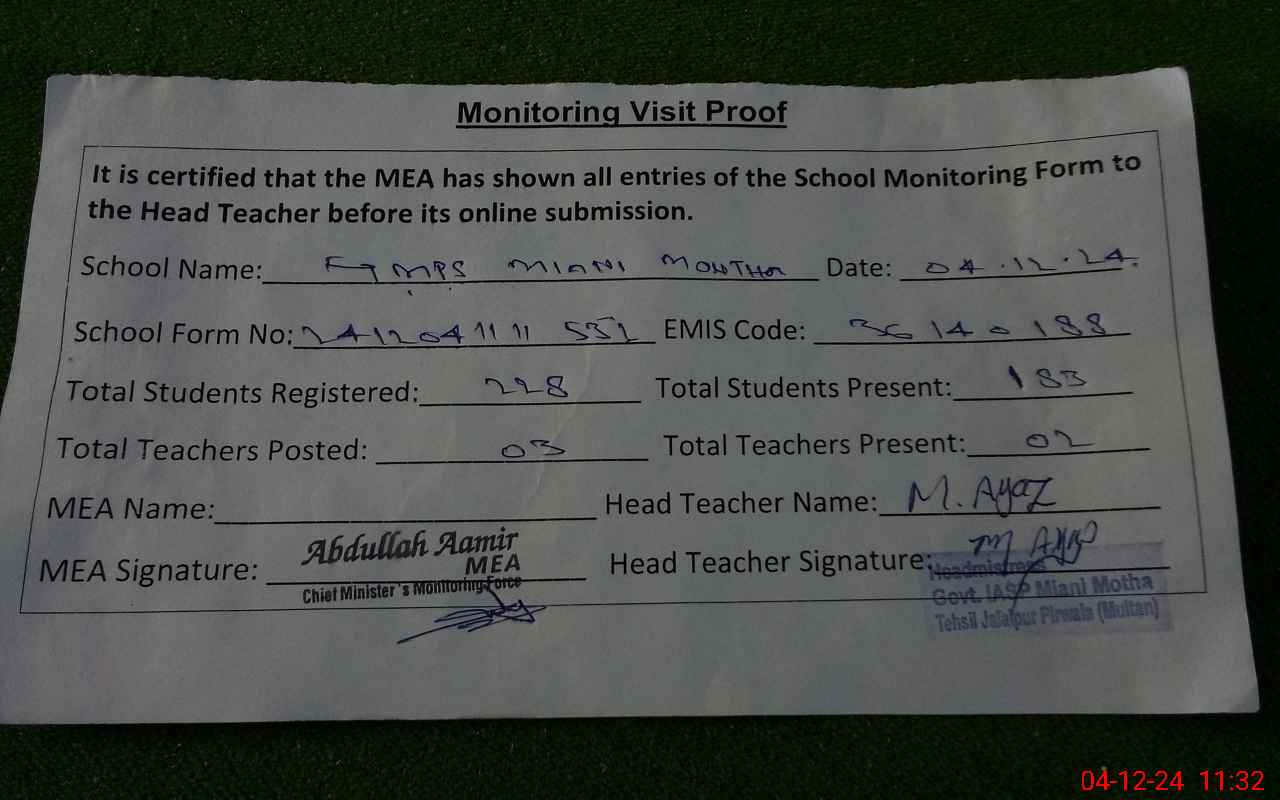 Monitoring Visit Proof
It is certified that the MEA has shown all entries of the School Monitoring Form to
the Head Teacher before its online submission.
School Name: MPS MIANI MONTHA Date: 04.12.24.
School Form No: 2412041111 532 EMIS Code: 36140188
Total Students Registered: 228 Total Students Present: 183
Total Teachers Posted: 03 Total Teachers Present: 02
MEA Name: Head Teacher Name: M. Ayaz
MEA Signature: Abdullah Aamir Head Teacher Signature: M Ayaz
MEA
Chief Minister's Monitoring Force
Headmistress
Govt. IASP Miani Motha
Tehsil Jalalpur Pirwala (Multan)
04-12-24 11:32